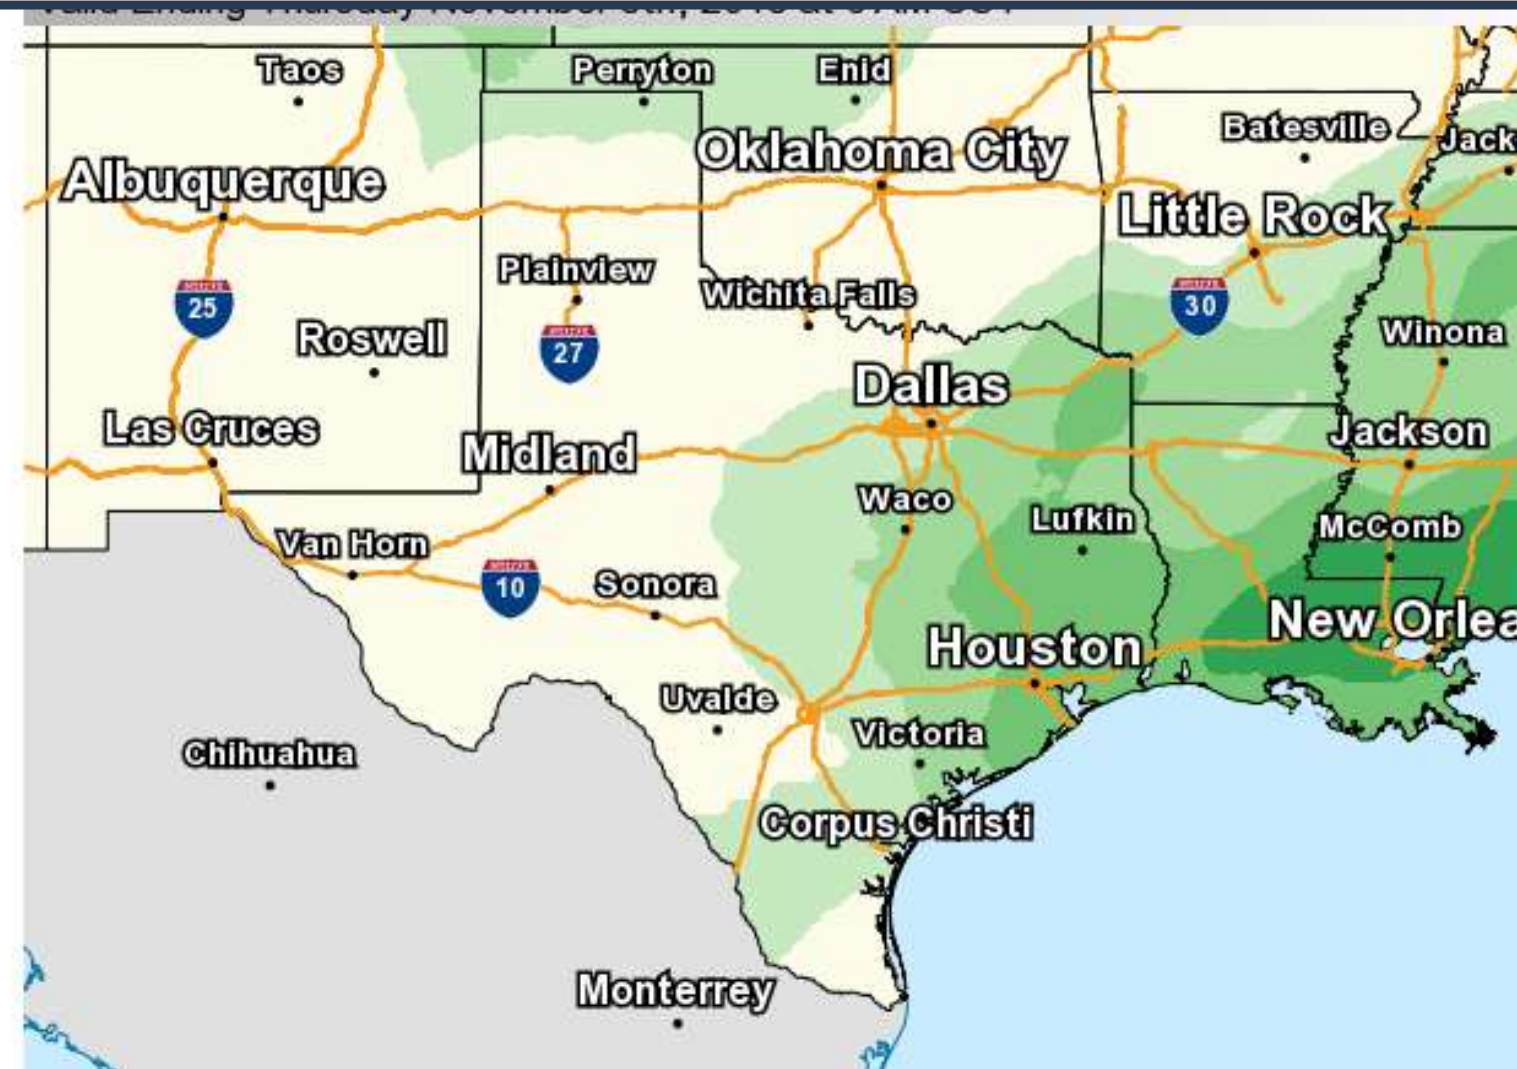 Taos
Perryton
Enid
Batesville
Jack
Oklahoma City
Albuquerque
Little Rock
Plainview
Wichita Falls
25
30
Roswell
27
Winona
Dallas
Las Cruces
Midland
Jackson
Waco
Lufkin
McComb
Van Horn
10
Sonora
New Orlea
Houston
Uvalde
Victoria
Chihuahua
Corpus Christi
Monterrey